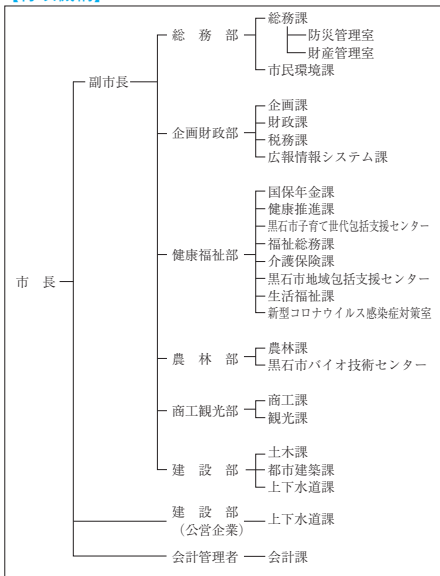 市長
副市長
総務部
総務課
防災管理室
財産管理室
市民環境課
企画財政部
企画課
財政課
税務課
広報情報システム課
健康福祉部
国保年金課
健康推進課
黒石市子育て世代包括支援センター
福祉総務課
介護保険課
黒石市地域包括支援センター
生活福祉課
新型コロナウイルス感染症対策室
農林部
農林課
黒石市バイオ技術センター
商工観光部
商工課
観光課
建設部
土木課
都市建築課
上下水道課
建設部
（公営企業）
上下水道課
会計管理者
会計課